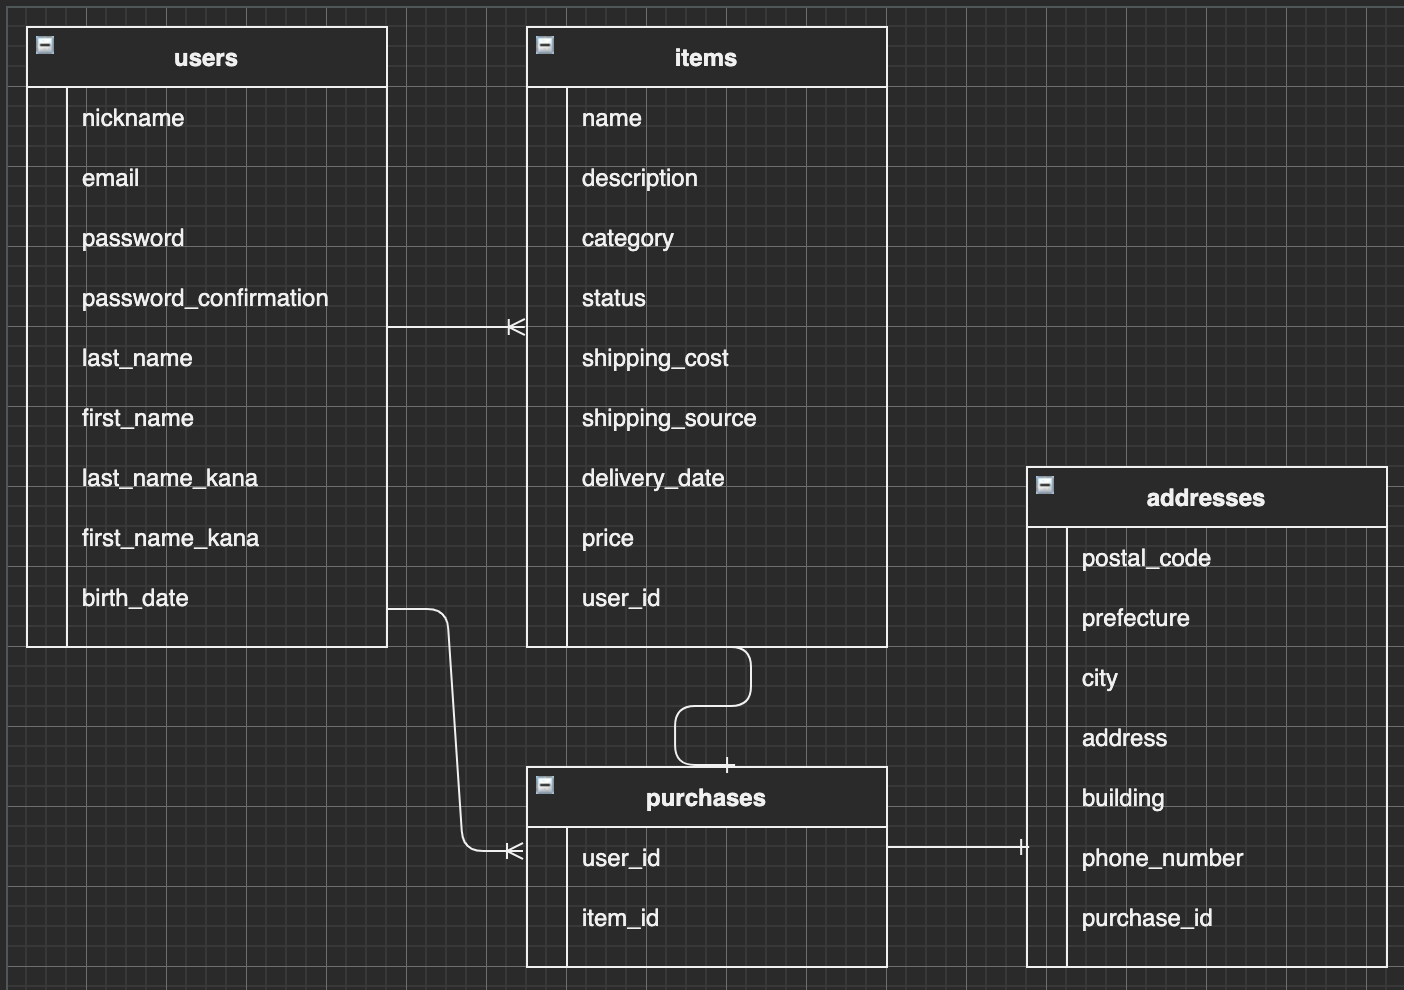 users
nickname
email
password
password_confirmation
last_name
first_name
last_name_kana
first_name_kana
birth_date
items
name
description
category
status
shipping_cost
shipping_source
delivery_date
price
user_id
purchases
user_id
item_id
addresses
postal_code
prefecture
city
address
building
phone_number
purchase_id